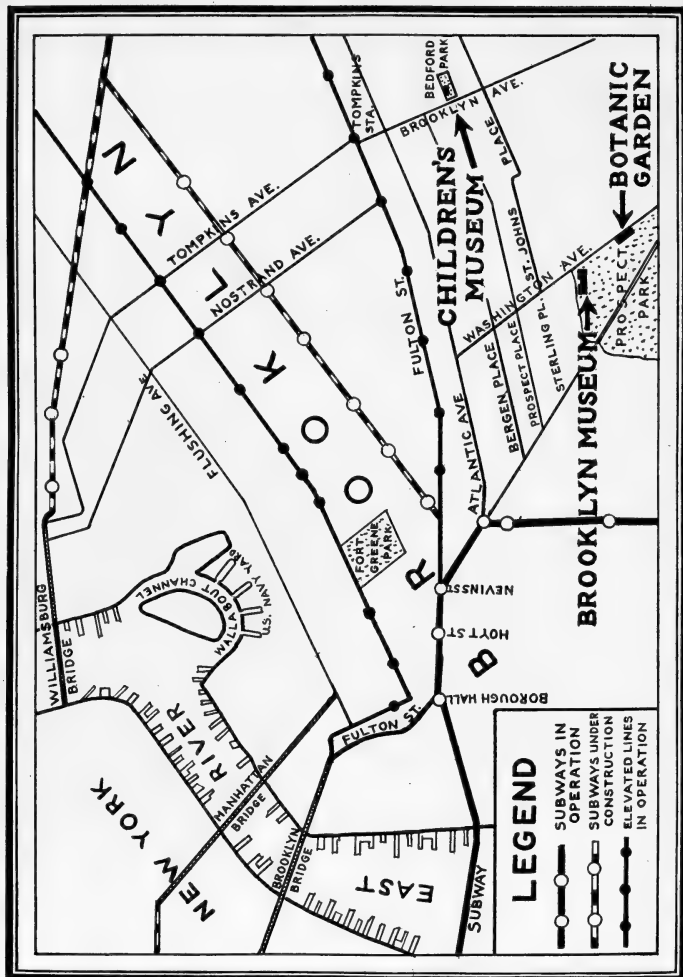 NEW YORK
EAST
RIVER
BROOKLYN
WILLIAMSBURG
BRIDGE
MANHATTAN
BRIDGE
BROOKLYN
BRIDGE
SUBWAY
WALLABOUT CHANNEL
U.S. NAVY YARD
FLUSHING AVE.
TOMPKINS AVE.
NOSTRAND AVE.
FORT
GREENE
PARK
FULTON ST.
FULTON ST.
TOMPKINS
STA.
BEDFORD
PARK
BROOKLYN AVE.
CHILDREN'S
MUSEUM
ATLANTIC AVE
BERGEN PLACE
PROSPECT PLACE
STERLING PL.
ST. JOHNS PLACE
WASHINGTON AVE.
BOROUGH HALL
HOYT ST
NEVINS ST
BROOKLYN MUSEUM
PROSPECT
PARK
BOTANIC
GARDEN
LEGEND
SUBWAYS IN
OPERATION
SUBWAYS UNDER
CONSTRUCTION
ELEVATED LINES
IN OPERATION